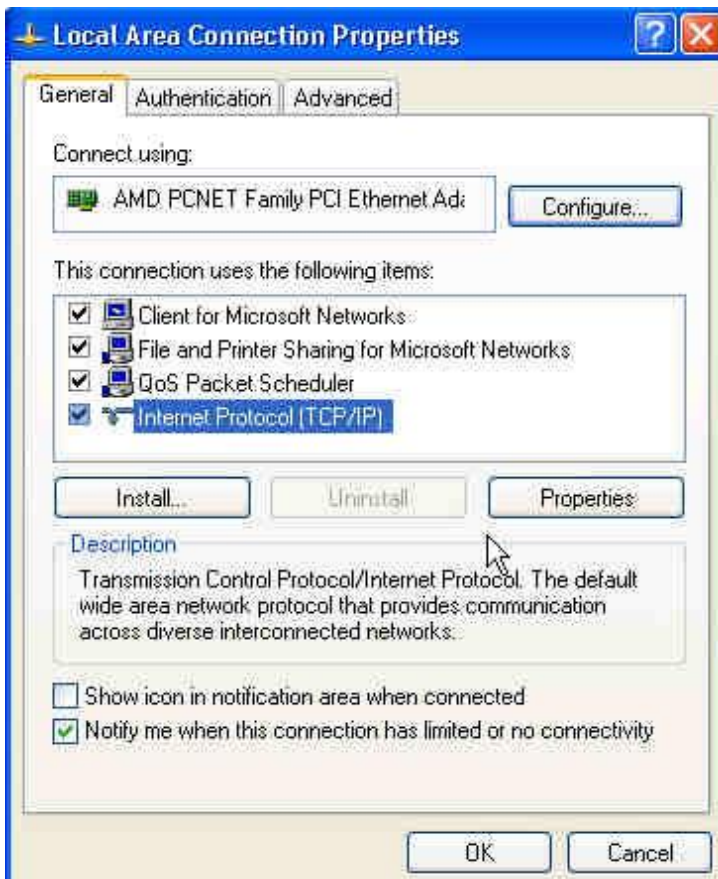 Local Area Connection Properties
General
Authentication
Advanced
Connect using:
AMD PCNET Family PCI Ethernet Ada
Configure...
This connection uses the following items:
Client for Microsoft Networks
File and Printer Sharing for Microsoft Networks
QoS Packet Scheduler
Internet Protocol (TCP/IP)
Install...
Uninstall
Properties
Description
Transmission Control Protocol/Internet Protocol. The default
wide area network protocol that provides communication
across diverse interconnected networks.
Show icon in notification area when connected
Notify me when this connection has limited or no connectivity
OK
Cancel